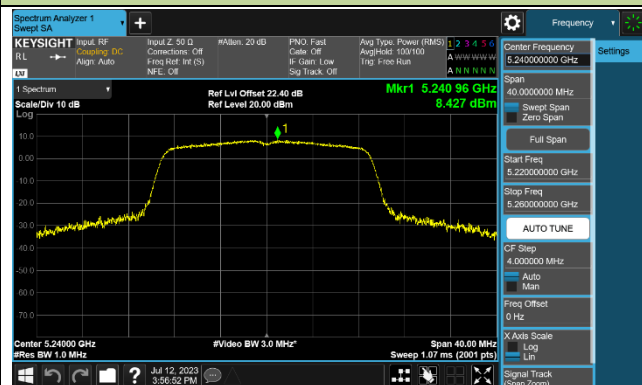 Spectrum Analyzer 1
Swept SA
Frequency
KEYSIGHT
RL
LXI
Input: RF
Coupling: DC
Align: Auto
Input Z: 50 Ω
Corrections: Off
Freq Ref: Int (S)
NFE: Off
#Atten: 20 dB
PNO: Fast
Gate: Off
IF Gain: Low
Sig Track: Off
Avg Type: Power (RMS)
Avg|Hold: 100/100
Trig: Free Run
1 2 3 4 5 6
A W W W W W
A N N N N N
1 Spectrum
Scale/Div 10 dB
Log
Ref Lvl Offset 22.40 dB
Ref Level 20.00 dBm
Mkr1 5.240 96 GHz
8.427 dBm
1
10.0
0.00
-10.0
-20.0
-30.0
-40.0
-50.0
-60.0
-70.0
Center 5.24000 GHz
#Res BW 1.0 MHz
#Video BW 3.0 MHz*
Span 40.00 MHz
Sweep 1.07 ms (2001 pts)
Jul 12, 2023
3:56:52 PM
Center Frequency
5.240000000 GHz
Settings
Span
40.0000000 MHz
Swept Span
Zero Span
Full Span
Start Freq
5.220000000 GHz
Stop Freq
5.260000000 GHz
AUTO TUNE
CF Step
4.000000 MHz
Auto
Man
Freq Offset
0 Hz
X Axis Scale
Log
Lin
Signal Track
(Span Zoom)